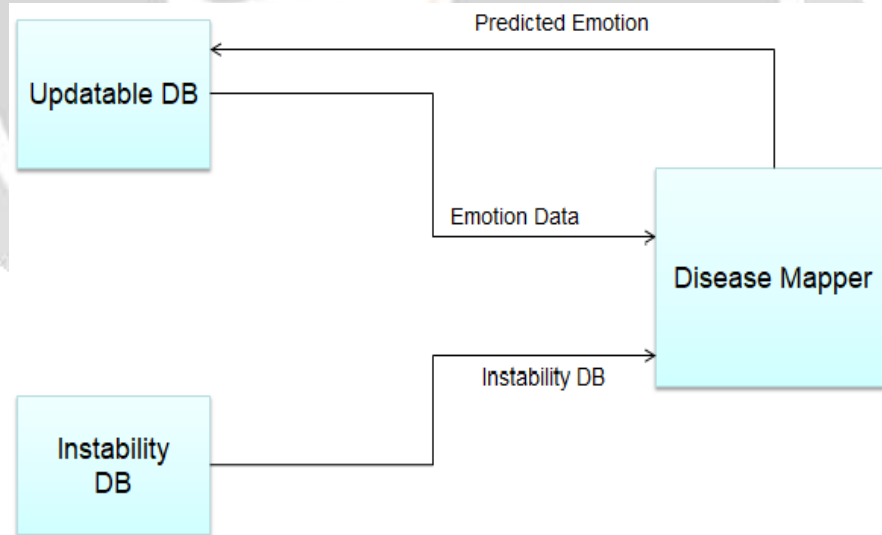 Predicted Emotion
Updatable DB
Emotion Data
Disease Mapper
Instability DB
Instability
DB